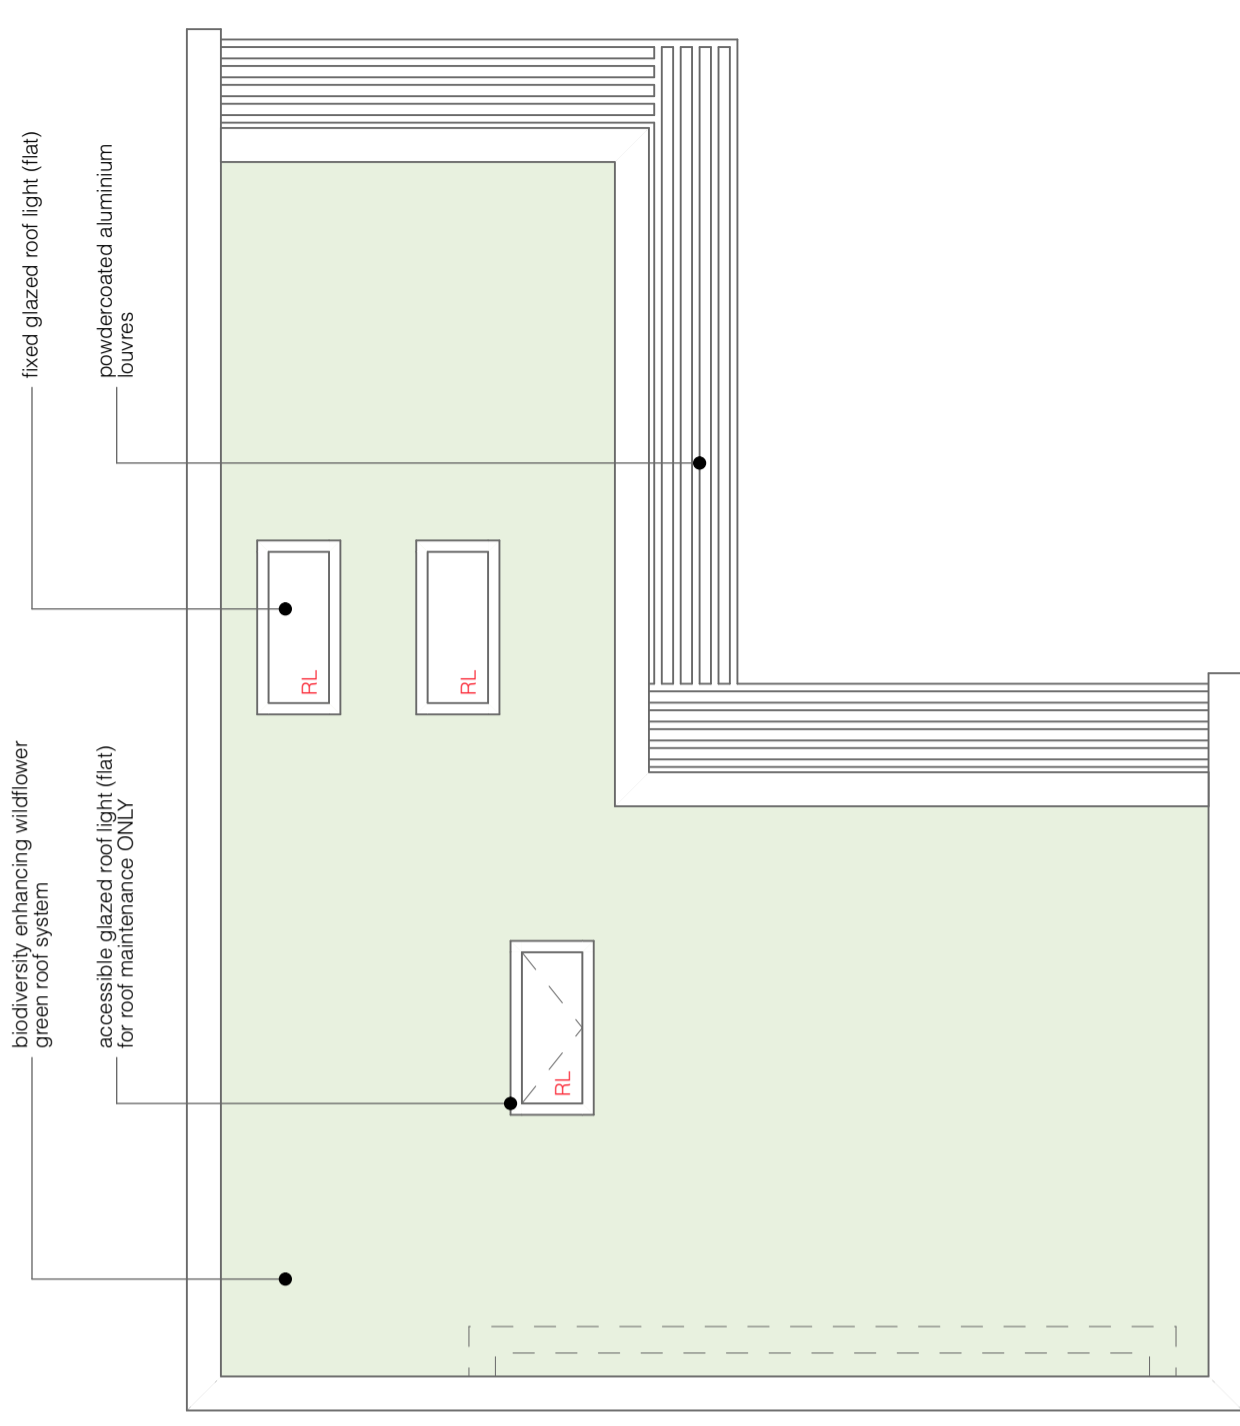 fixed glazed roof light (flat)
powdercoated aluminium
louvres
RL
RL
biodiversity enhancing wildflower
green roof system
accessible glazed roof light (flat)
for roof maintenance ONLY
RL